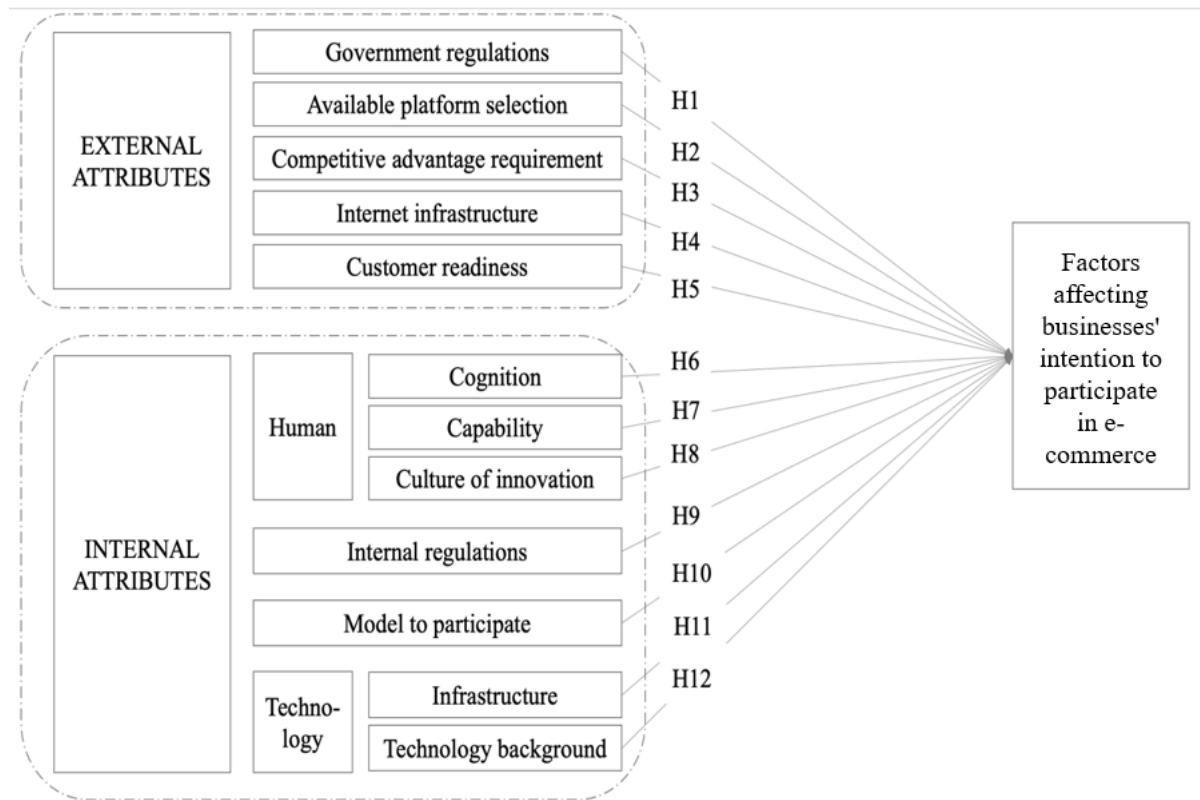 EXTERNAL
ATTRIBUTES
Government regulations
Available platform selection
Competitive advantage requirement
Internet infrastructure
Customer readiness
H1
H2
H3
H4
H5
INTERNAL
ATTRIBUTES
Human
Cognition
Capability
Culture of innovation
Internal regulations
Model to participate
Techno-
logy
Infrastructure
Technology background
H6
H7
H8
H9
H10
H11
H12
Factors
affecting
businesses'
intention to
participate
in e-
commerce